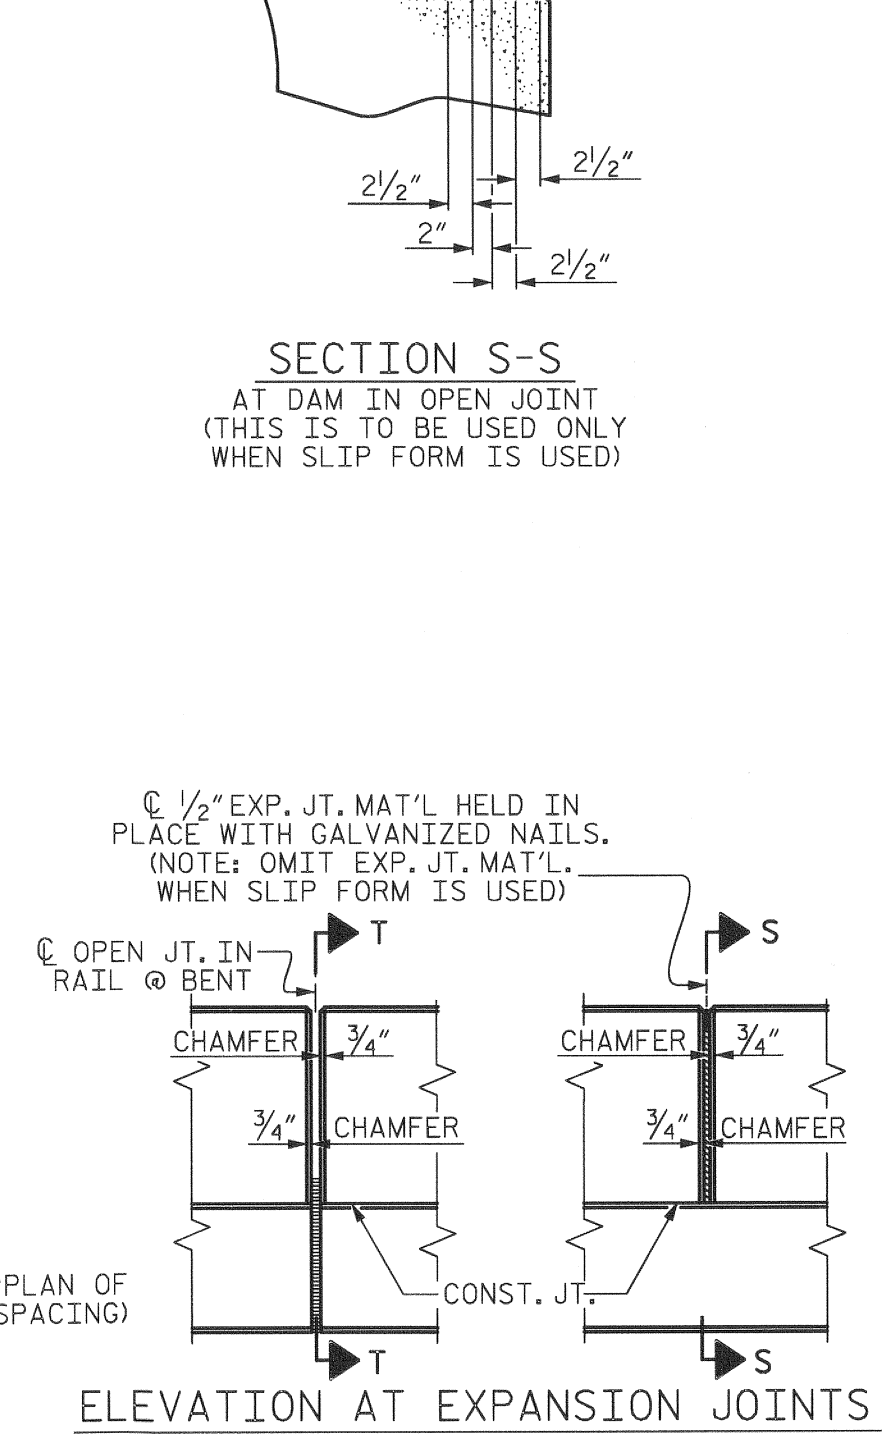 2½"
2½"
2"
2½"
SECTION S-S
AT DAM IN OPEN JOINT
(THIS IS TO BE USED ONLY
WHEN SLIP FORM IS USED)
℄ ½" EXP. JT. MAT'L HELD IN
PLACE WITH GALVANIZED NAILS.
(NOTE: OMIT EXP. JT. MAT'L.
WHEN SLIP FORM IS USED)
T
S
℄ OPEN JT. IN
RAIL @ BENT
CHAMFER
¾"
CHAMFER
¾"
¾"
CHAMFER
¾"
CHAMFER
PLAN OF
SPACING)
CONST. JT.
T
S
ELEVATION AT EXPANSION JOINTS